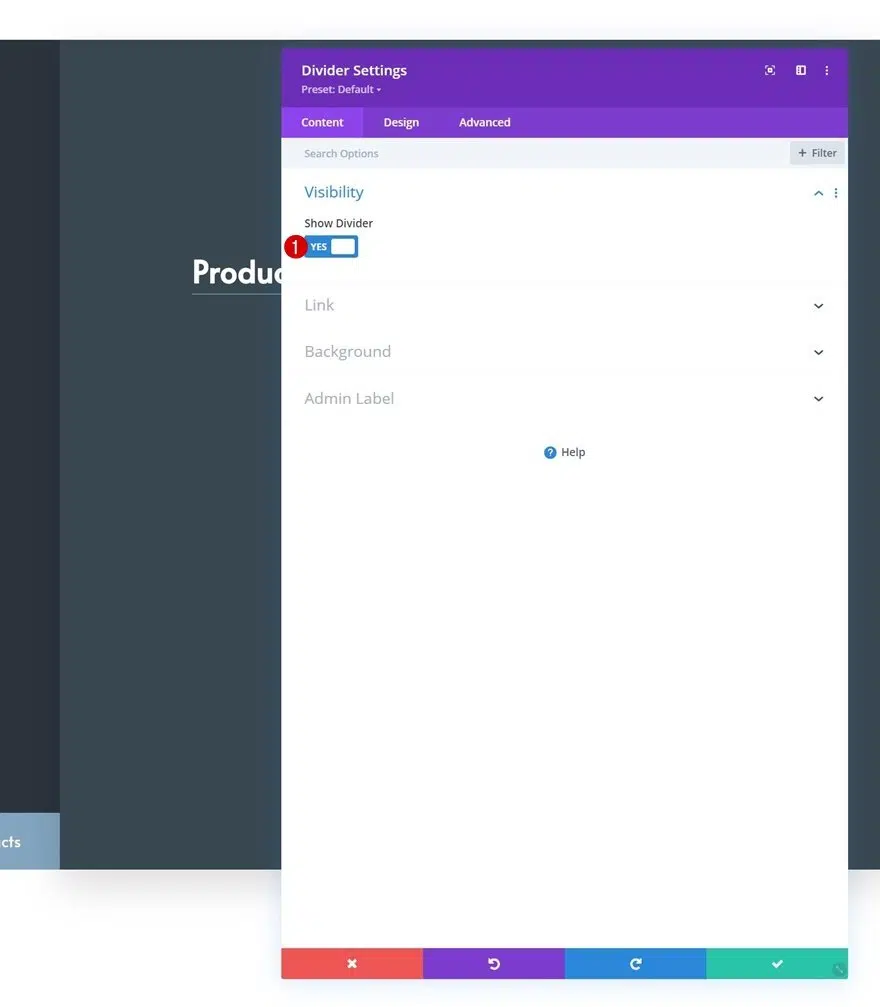 Divider Settings
Preset: Default
Content Design Advanced
Search Options + Filter
Visibility
Show Divider
1 YES
Produc
Link
Background
Admin Label
? Help
cts